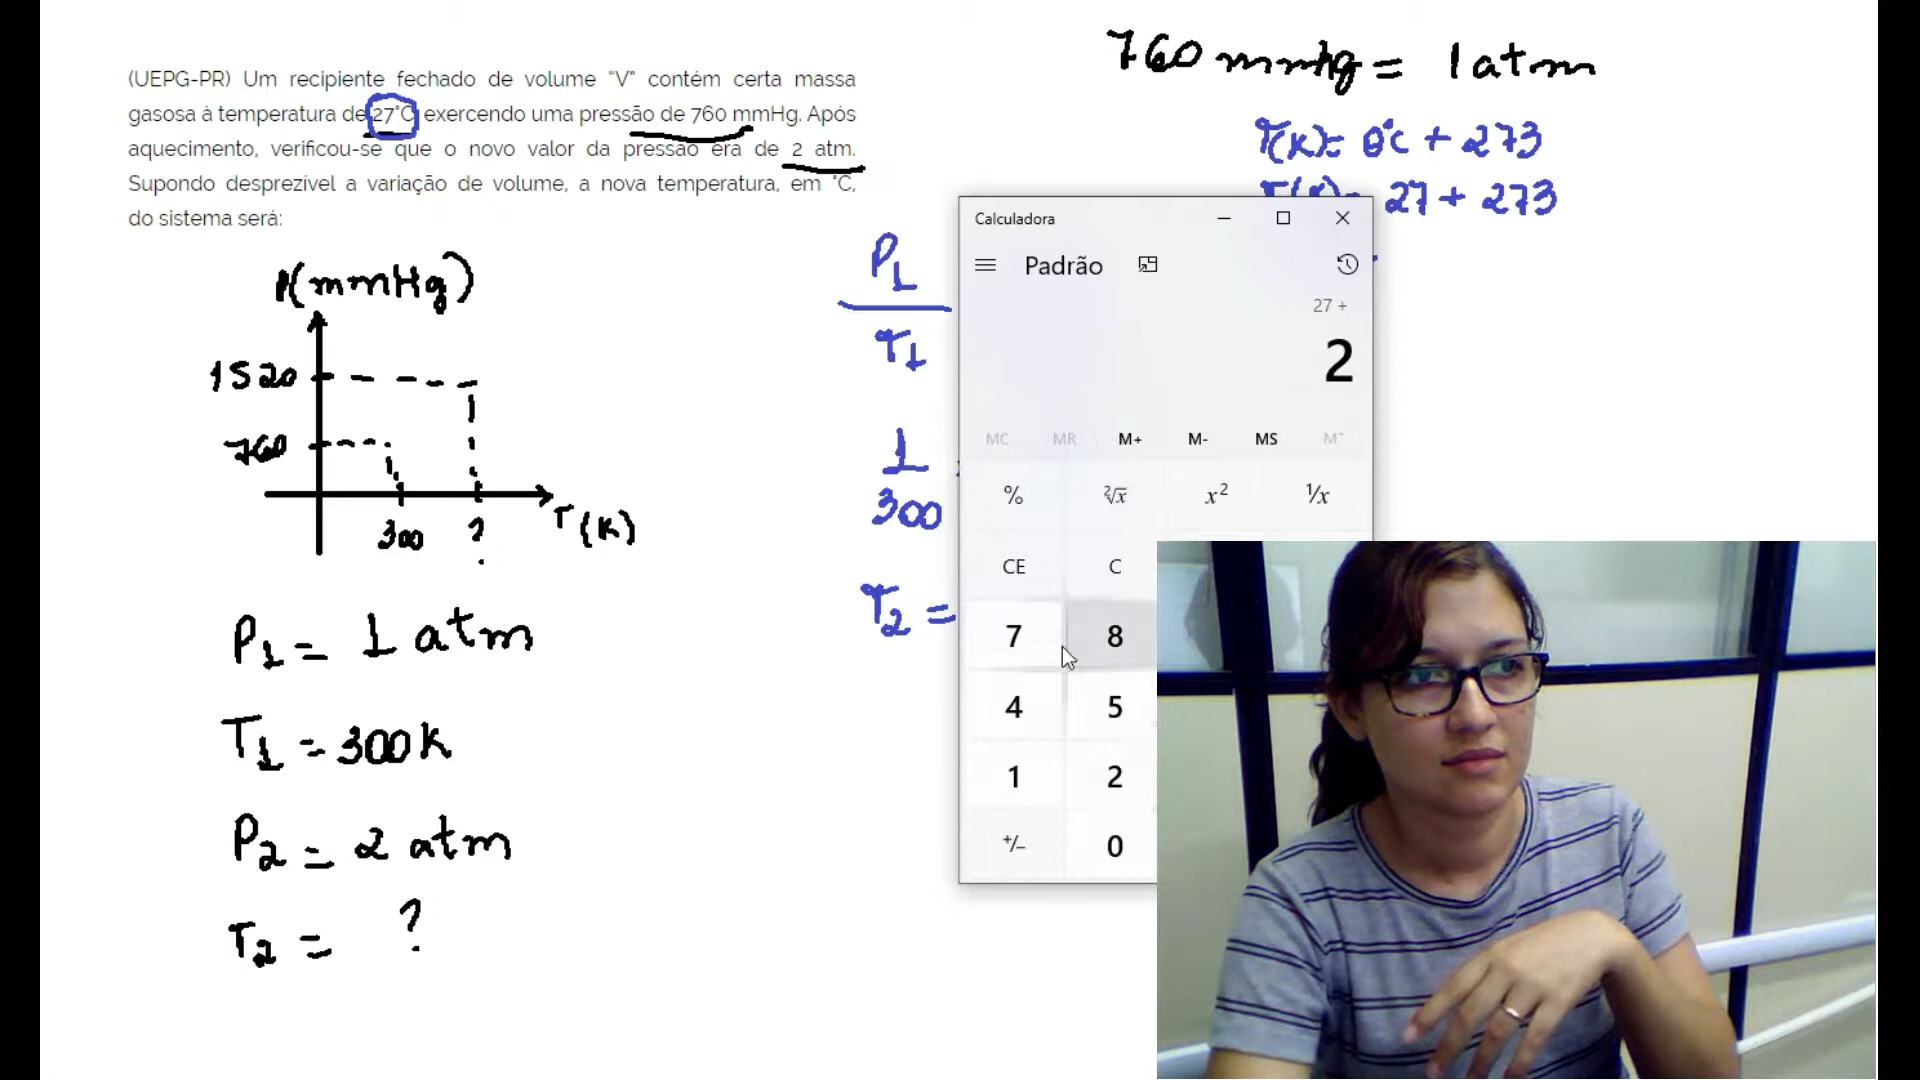 (UEPG-PR) Um recipiente fechado de volume "V" contém certa massa
gasosa à temperatura de 27°C, exercendo uma pressão de 760 mmHg. Após
aquecimento, verificou-se que o novo valor da pressão era de 2 atm.
Supondo desprezível a variação de volume, a nova temperatura, em °C,
do sistema será:
760 mmHg = 1 atm
T(K) = θ°C + 273
27 + 273
P(mmHg)
1520
760
300
?
T(K)
P1 = 1 atm
T1 = 300K
P2 = 2 atm
T2 = ?
P1
T1
1
300
T2 =
Calculadora
Padrão
27 +
2
MC MR M+ M- MS M˅
% ²√x x² ¹/x
CE C
7 8
4 5
1 2
+/- 0